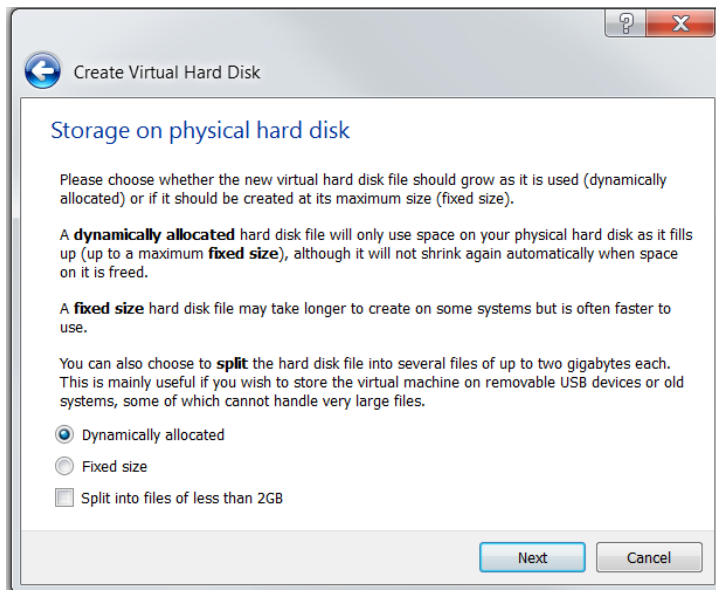 Create Virtual Hard Disk
Storage on physical hard disk
Please choose whether the new virtual hard disk file should grow as it is used (dynamically
allocated) or if it should be created at its maximum size (fixed size).
A dynamically allocated hard disk file will only use space on your physical hard disk as it fills
up (up to a maximum fixed size), although it will not shrink again automatically when space
on it is freed.
A fixed size hard disk file may take longer to create on some systems but is often faster to
use.
You can also choose to split the hard disk file into several files of up to two gigabytes each.
This is mainly useful if you wish to store the virtual machine on removable USB devices or old
systems, some of which cannot handle very large files.
Dynamically allocated
Fixed size
Split into files of less than 2GB
Next Cancel